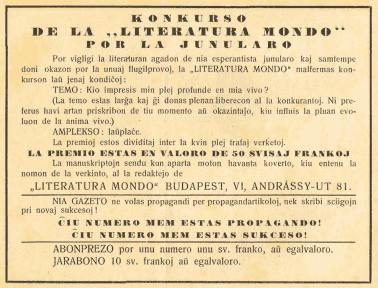 KONKURSO
DE LA „LITERATURA MONDO“
POR LA JUNULARO
Por vigligi la literaturan agadon de nia esperantista junularo kaj samtempe
doni okazon por la unuaj flugilprovoj, la „LITERATURA MONDO“ malfermas kon-
kurson laŭ jenaj kondiĉoj:
TEMO: Kio impresis min plej profunde en mia vivo?
(La temo estas larĝa kaj ĝi donas plenan liberecon al la konkurantoj. Ni pre-
ferus havi artan priskribon de tiu momento aŭ okazintaĵo, kiu influis la pluan evo-
luon de la anima vivo.)
AMPLEKSO: laŭplaĉe.
La premioj estos dividitaj inter la kvin plej trafaj verketoj.
LA PREMIO ESTAS EN VALORO DE 50 SVISAJ FRANKOJ
La manuskriptojn sendu kun aparta moton havanta koverto, kiu entenu la
nomon de la verkinto, al la redaktejo de
„LITERATURA MONDO“ BUDAPEST, VI, ANDRÁSSY-UT 81.
NIA GAZETO ne volas propagandi per propagandartikoloj, nek skribi sciigojn
pri novaj sukcesoj!
ĈIU NUMERO MEM ESTAS PROPAGANDO!
ĈIU NUMERO MEM ESTAS SUKCESO!
ABONPREZO por unu numero unu sv. franko, aŭ egalvaloro.
JARABONO 10 sv. frankoj aŭ egalvaloro.